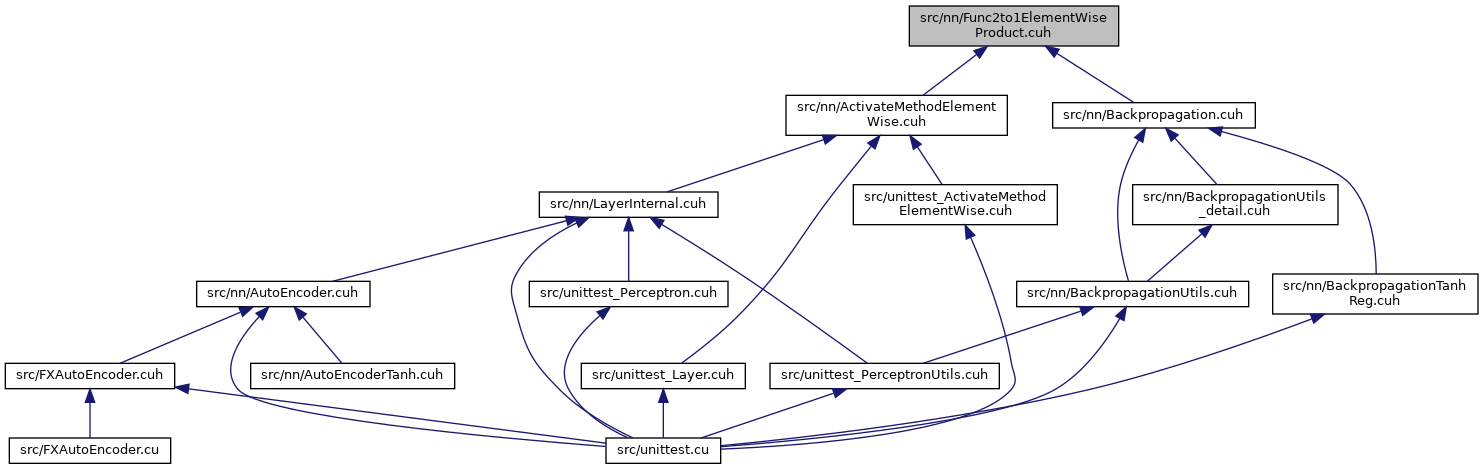 src/nn/Func2to1ElementWise
Product.cuh
src/nn/ActivateMethodElement
Wise.cuh
src/nn/Backpropagation.cuh
src/nn/LayerInternal.cuh
src/unittest_ActivateMethod
ElementWise.cuh
src/nn/BackpropagationUtils
_detail.cuh
src/nn/AutoEncoder.cuh
src/unittest_Perceptron.cuh
src/nn/BackpropagationUtils.cuh
src/nn/BackpropagationTanh
Reg.cuh
src/FXAutoEncoder.cuh
src/nn/AutoEncoderTanh.cuh
src/unittest_Layer.cuh
src/unittest_PerceptronUtils.cuh
src/FXAutoEncoder.cu
src/unittest.cu